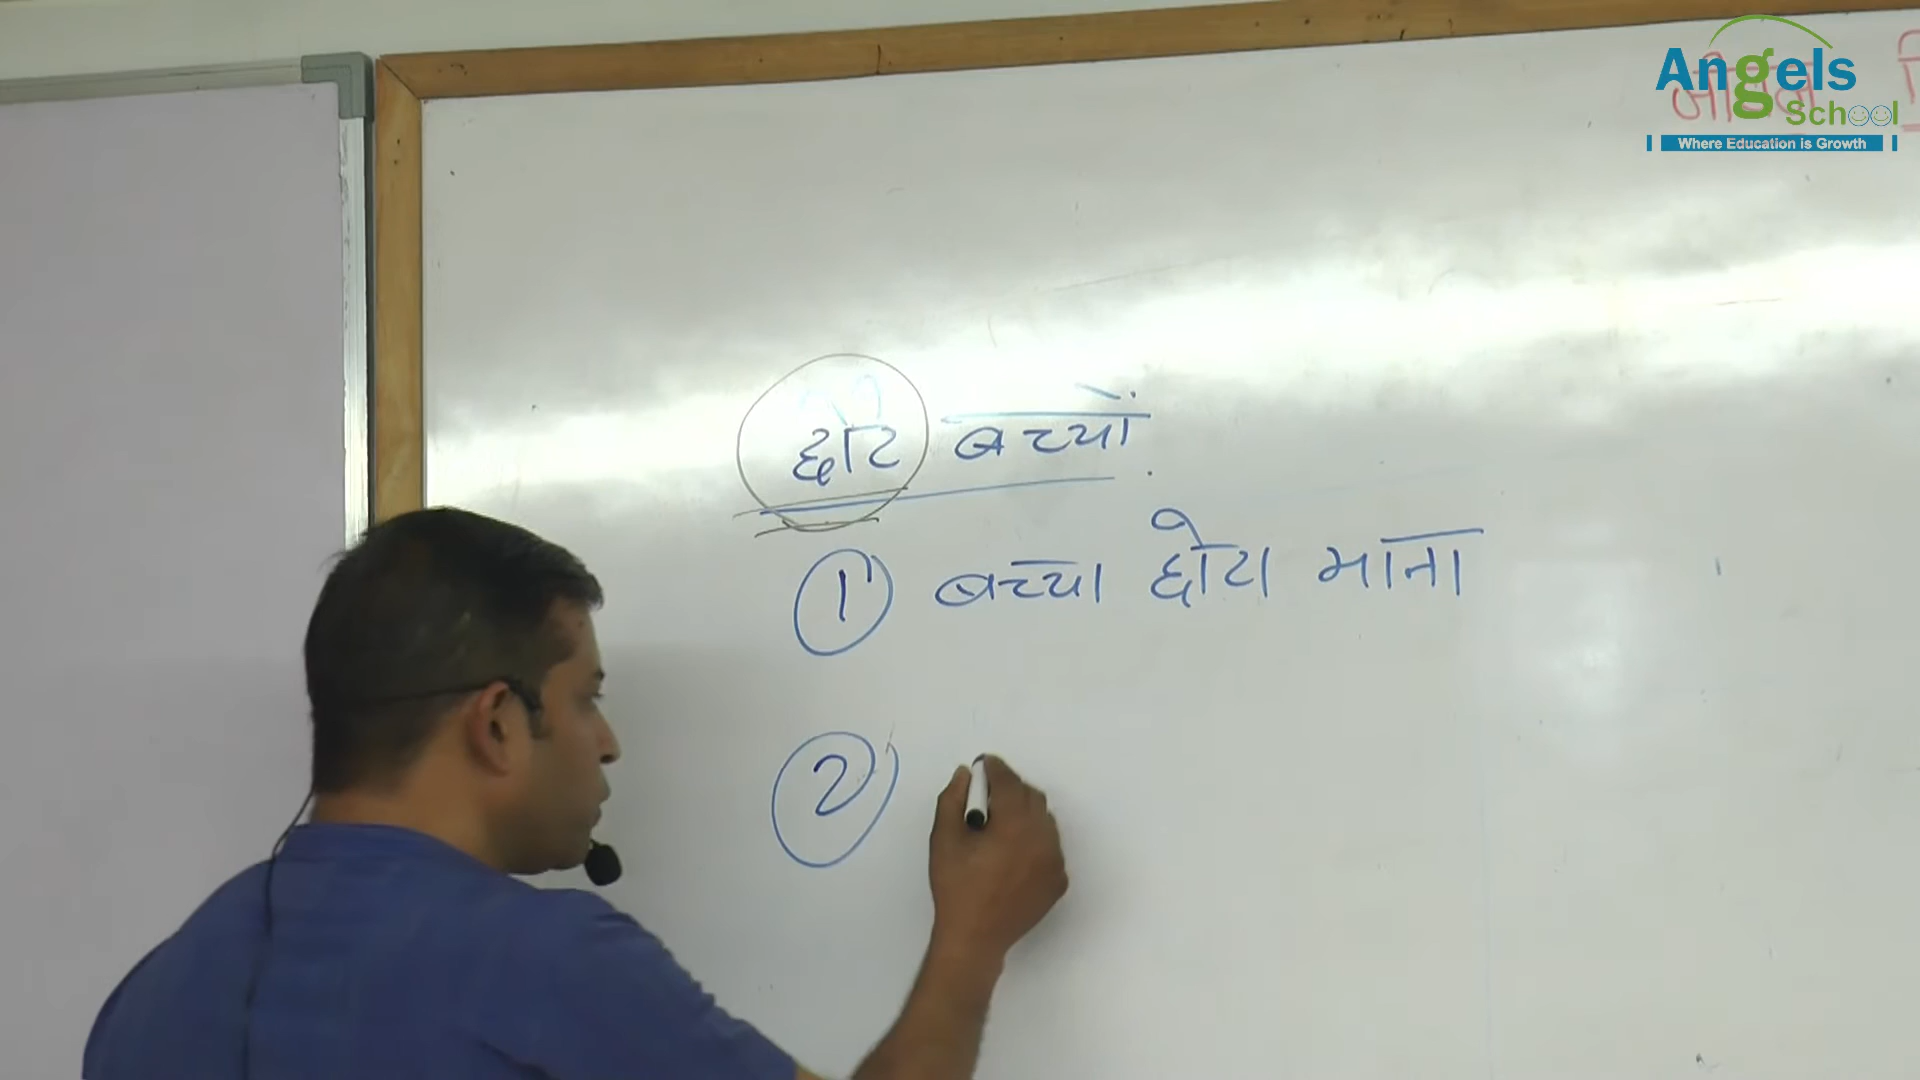 Angels
School
Where Education is Growth
छोटे बच्चों
① बच्चा छोटा माना
②